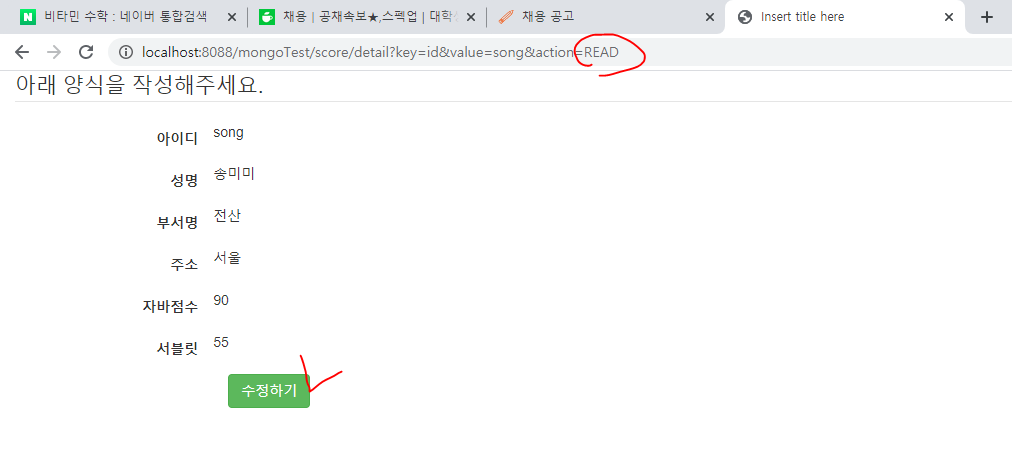 비타민 수학 : 네이버 통합검색
채용 | 공채속보★,스펙업 | 대학
채용 공고
Insert title here
localhost:8088/mongoTest/score/detail?key=id&value=song&action=READ
아래 양식을 작성해주세요.
아이디 song
성명 송미미
부서명 전산
주소 서울
자바점수 90
서블릿 55
수정하기